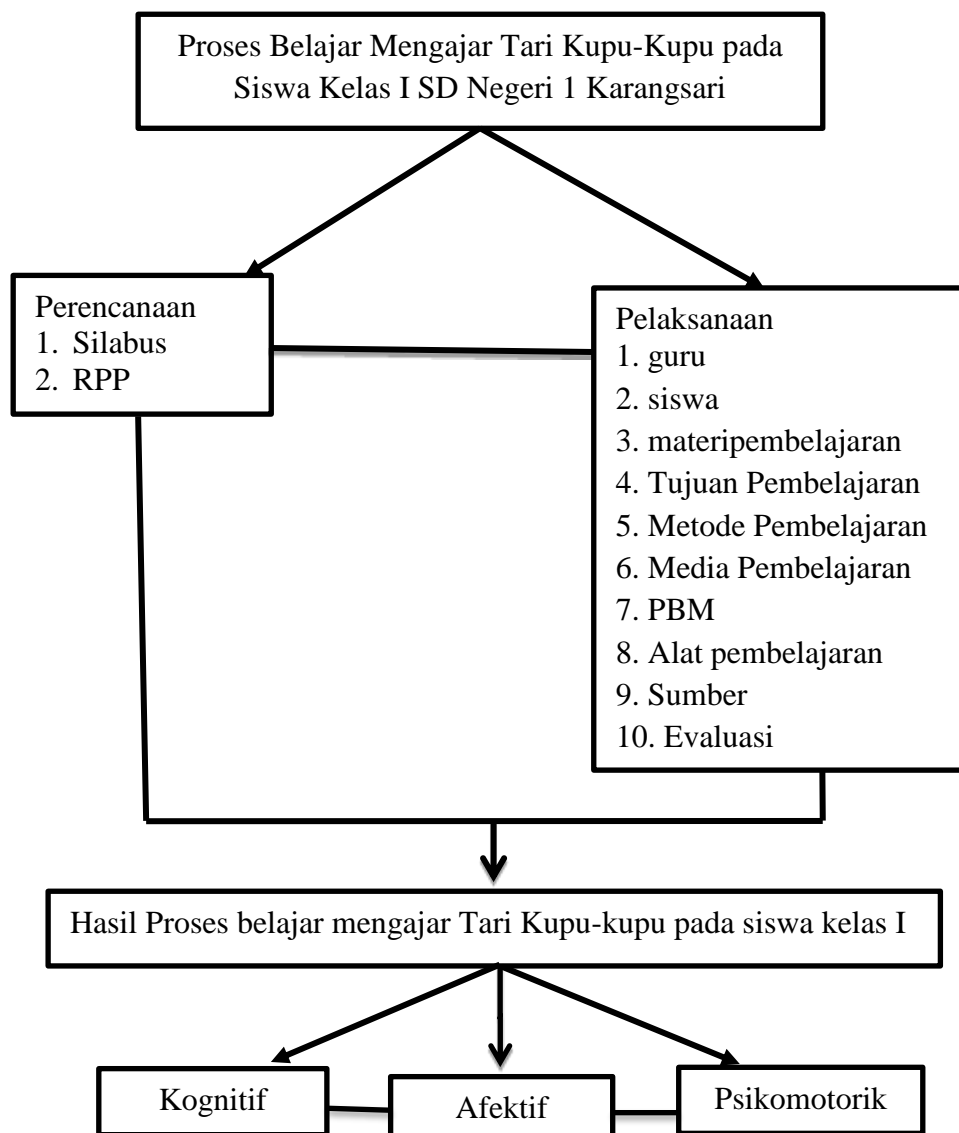 Proses Belajar Mengajar Tari Kupu-Kupu pada
Siswa Kelas I SD Negeri 1 Karangsari
Perencanaan
1. Silabus
2. RPP
Pelaksanaan
1. guru
2. siswa
3. materipembelajaran
4. Tujuan Pembelajaran
5. Metode Pembelajaran
6. Media Pembelajaran
7. PBM
8. Alat pembelajaran
9. Sumber
10. Evaluasi
Hasil Proses belajar mengajar Tari Kupu-kupu pada siswa kelas I
Kognitif
Afektif
Psikomotorik